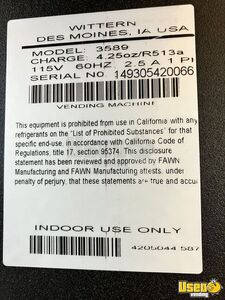 WITTERN
DES MOINES, IA USA
MODEL: 3589
CHARGE: 4.25oz/R513a
115V 60HZ 2.5 A 1 P
SERIAL NO. 149305420066
VENDING MACHINE
This equipment is prohibited from use in California with any
refrigerants on the "List of Prohibited Substances" for that
specific end-use, in accordance with California Code of
Regulations, title 17, section 95374. This disclosure
statement has been reviewed and approved by FAWN
Manufacturing and FAWN Manufacturing attests, under
penalty of perjury, that these statements are true and accu
INDOOR USE ONLY
4205044 587
Used
vending